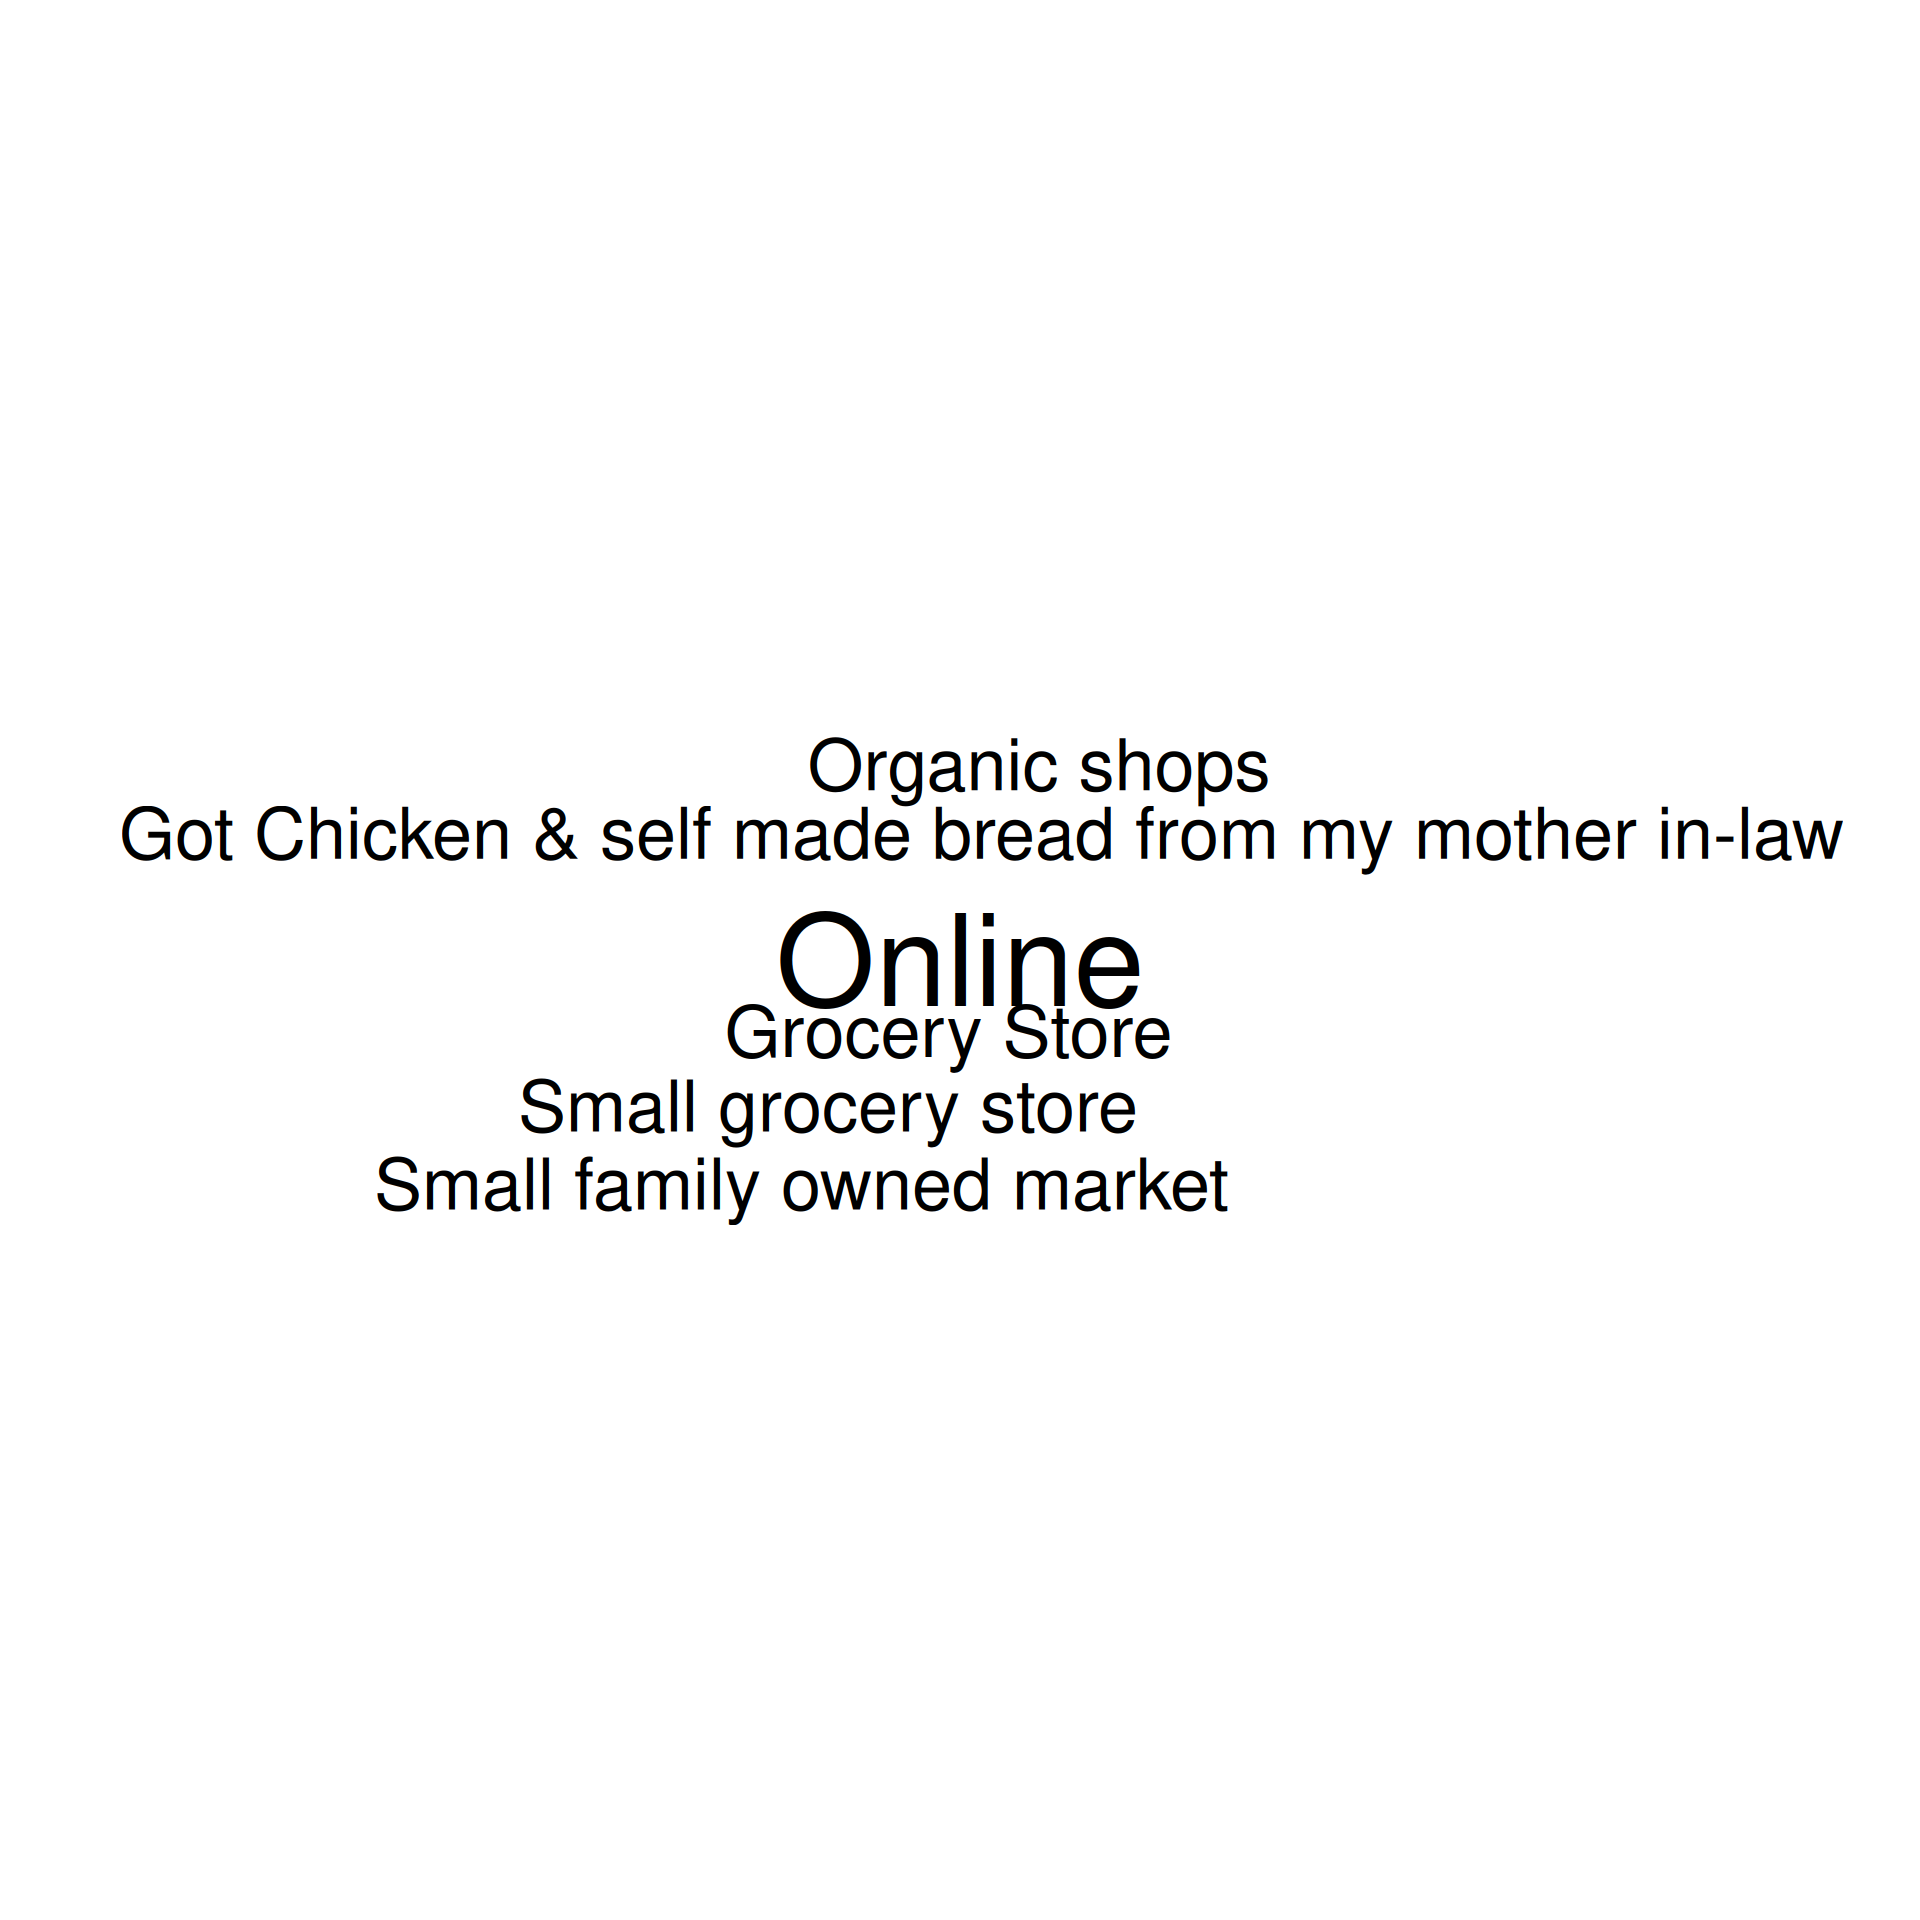 Organic shops
Got Chicken & self made bread from my mother in-law
Online
Grocery Store
Small grocery store
Small family owned market